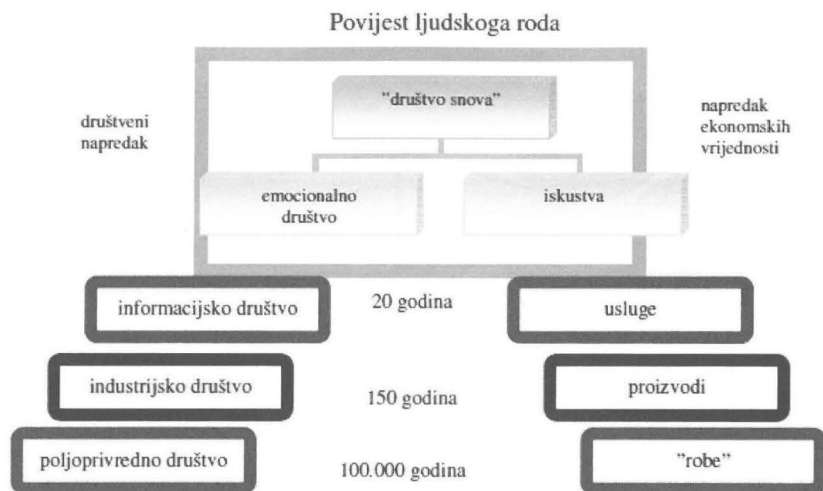 Povijest ljudskoga roda
"društvo snova"
društveni
napredak
napredak
ekonomskih
vrijednosti
emocionalno
društvo
iskustva
informacijsko društvo
20 godina
usluge
industrijsko društvo
150 godina
proizvodi
poljoprivredno društvo
100.000 godina
"robe"